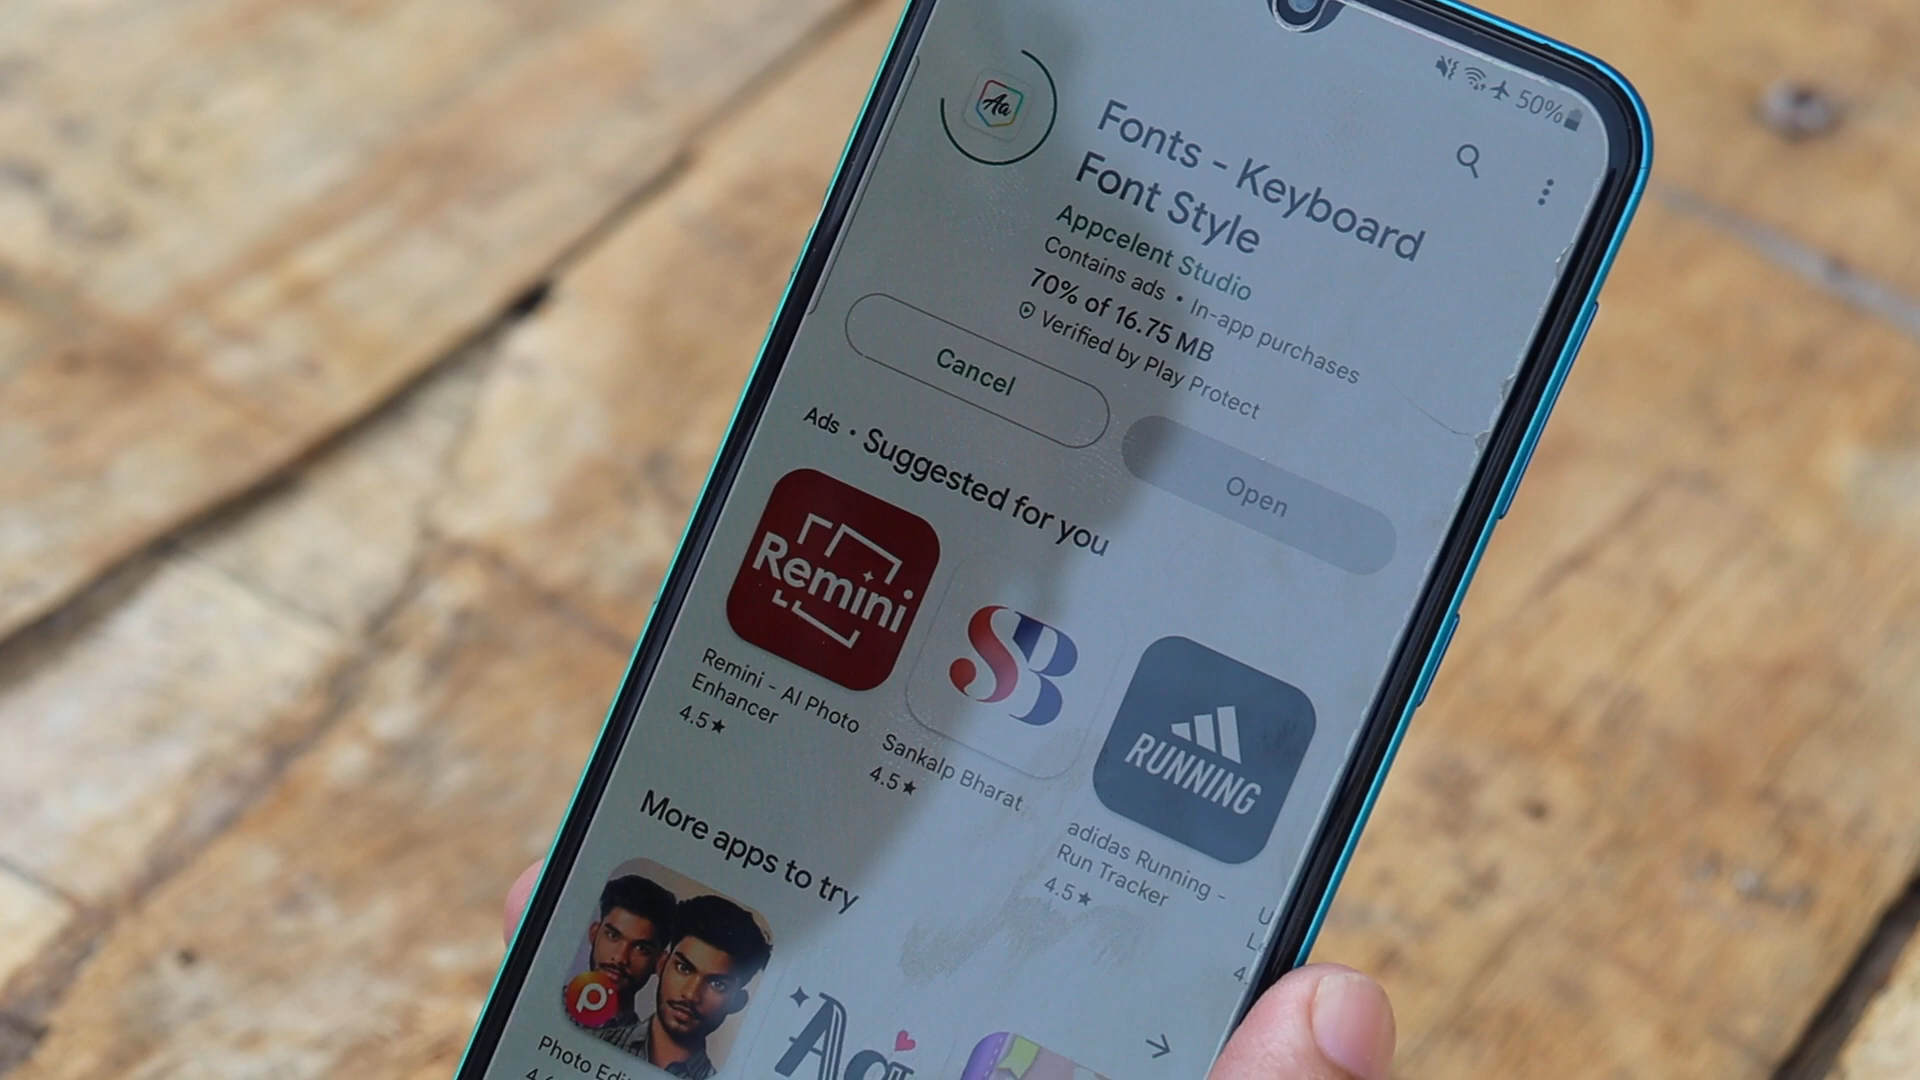 50%
Aa
Fonts - Keyboard
Font Style
Appcelent Studio
Contains ads • In-app purchases
70% of 16.75 MB
Verified by Play Protect
Cancel
Open
Ads • Suggested for you
Remini
SB
RUNNING
Remini - AI Photo
Enhancer
4.5★
Sankalp Bharat
4.5★
adidas Running -
Run Tracker
4.5★
More apps to try
p
Photo